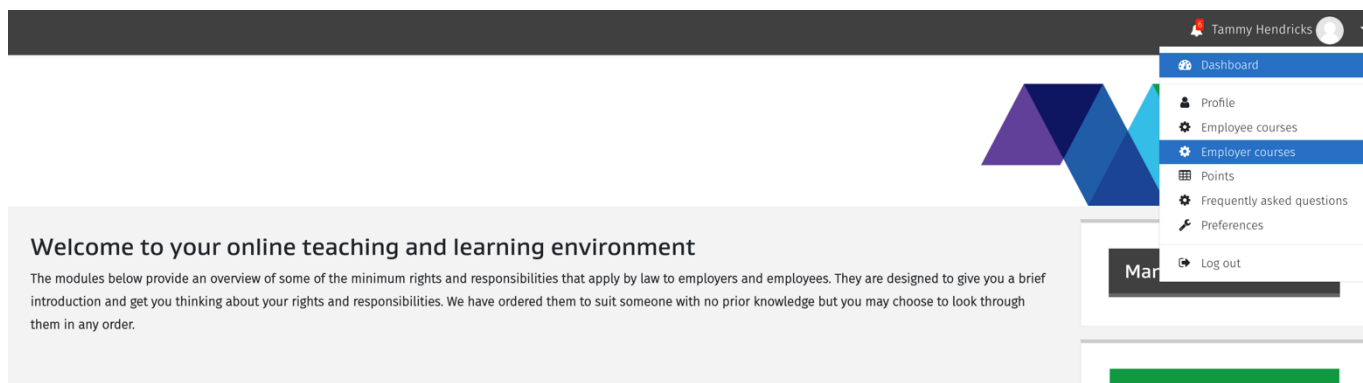 6
Tammy Hendricks
Dashboard
Profile
Employee courses
Employer courses
Points
Frequently asked questions
Preferences
Log out
Welcome to your online teaching and learning environment
The modules below provide an overview of some of the minimum rights and responsibilities that apply by law to employers and employees. They are designed to give you a brief
introduction and get you thinking about your rights and responsibilities. We have ordered them to suit someone with no prior knowledge but you may choose to look through
them in any order.